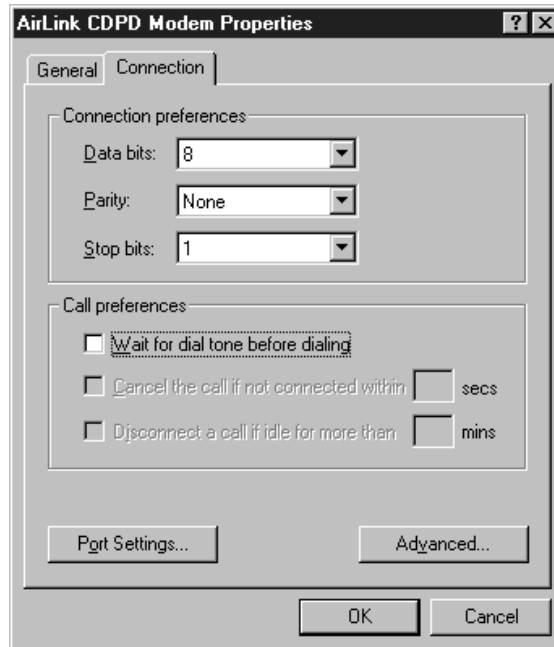 AirLink CDPD Modem Properties
General Connection
Connection preferences
Data bits: 8
Parity: None
Stop bits: 1
Call preferences
Wait for dial tone before dialing
Cancel the call if not connected within secs
Disconnect a call if idle for more than mins
Port Settings... Advanced...
OK Cancel